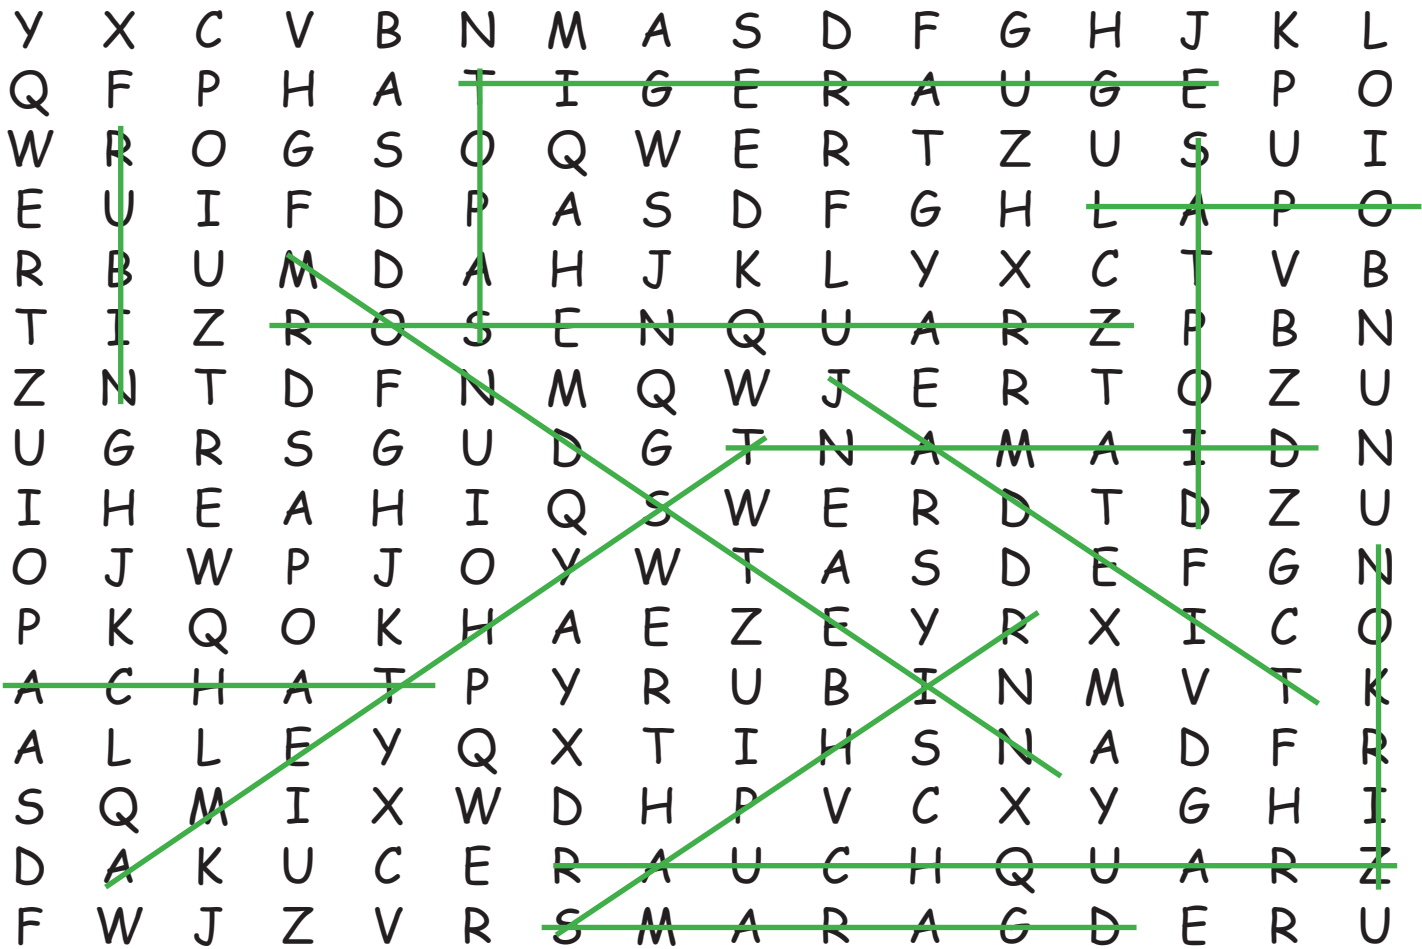 Y X C V B N M A S D F G H J K L
Q F P H A T I G E R A U G E P O
W R O G S O Q W E R T Z U S U I
E U I F D P A S D F G H L A P O
R B U M D A H J K L Y X C T V B
T I Z R O S E N Q U A R Z P B N
Z N T D F N M Q W J E R T O Z U
U G R S G U D G T N A M A I D N
I H E A H I Q S W E R D T D Z U
O J W P J O Y W T A S D E F G N
P K Q O K H A E Z E Y R X I C O
A C H A T P Y R U B I N M V T K
A L L E Y Q X T I H S N A D F R
S Q M I X W D H P V C X Y G H I
D A K U C E R A U C H Q U A R Z
F W J Z V R S M A R A G D E R U